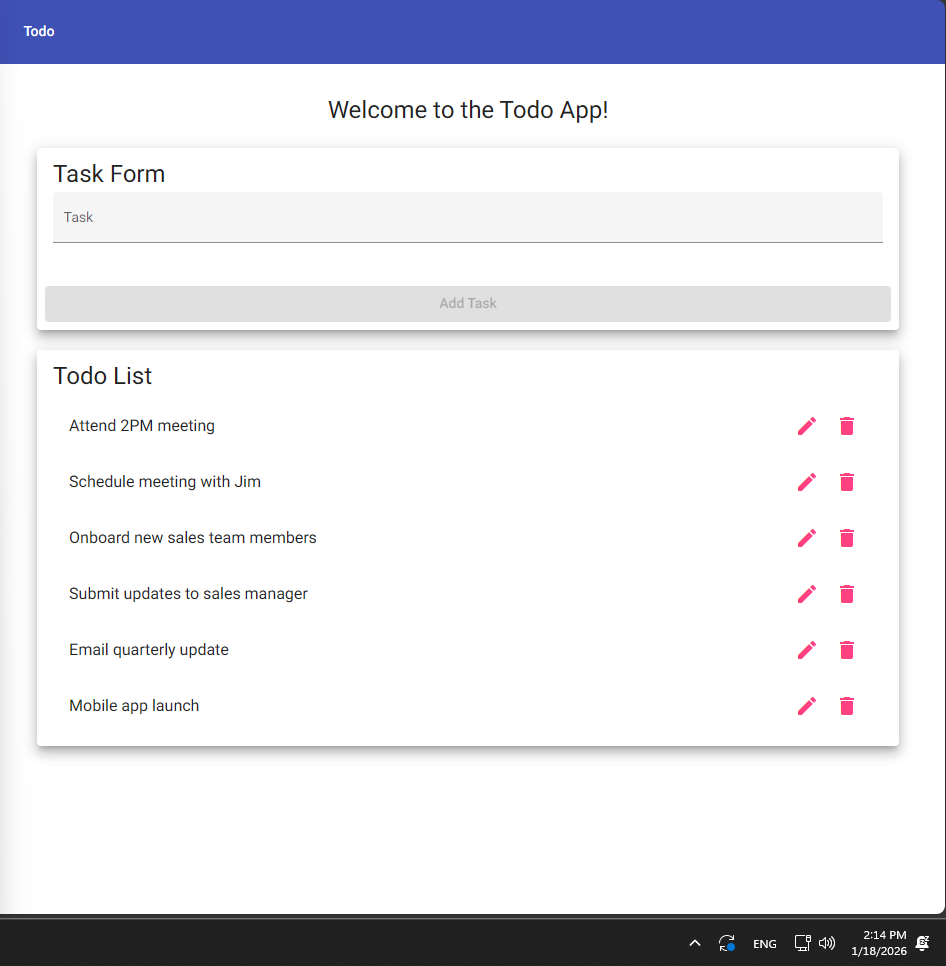 Todo
Welcome to the Todo App!
Task Form
Task
Add Task
Todo List
Attend 2PM meeting
Schedule meeting with Jim
Onboard new sales team members
Submit updates to sales manager
Email quarterly update
Mobile app launch
ENG
2:14 PM
1/18/2026